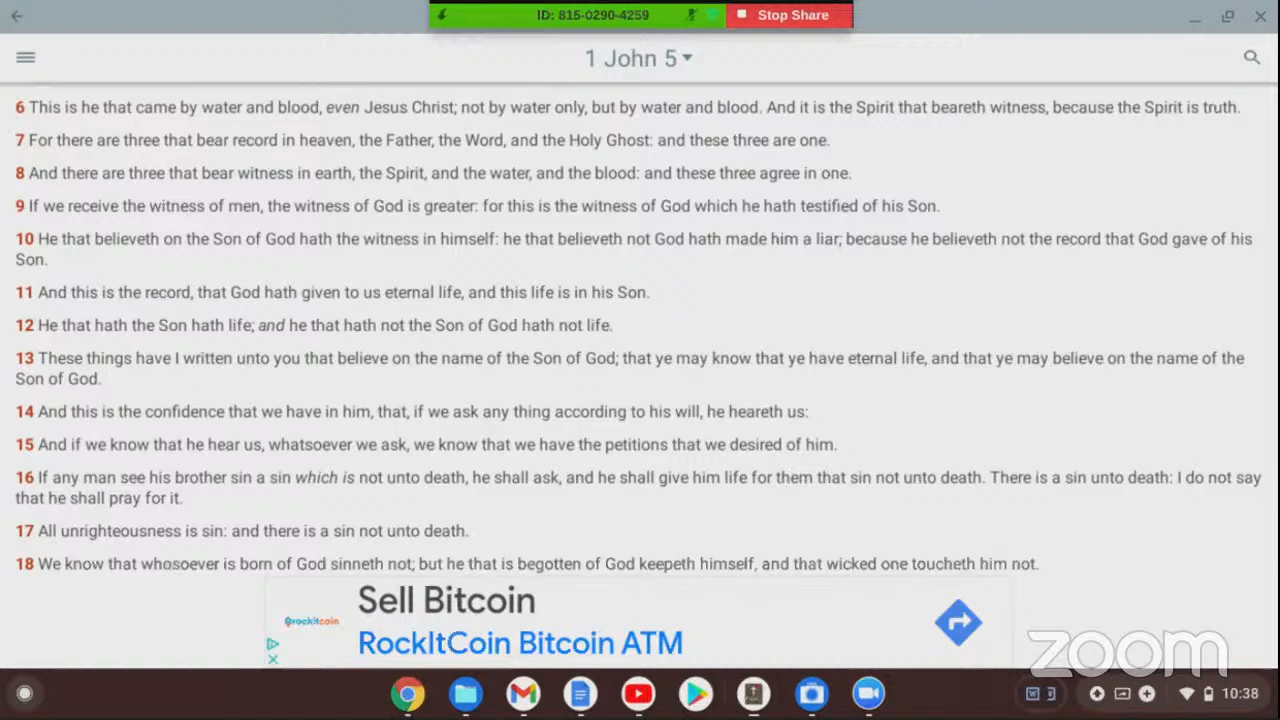 ID: 815-0290-4259 Stop Share
1 John 5
6 This is he that came by water and blood, even Jesus Christ; not by water only, but by water and blood. And it is the Spirit that beareth witness, because the Spirit is truth.
7 For there are three that bear record in heaven, the Father, the Word, and the Holy Ghost: and these three are one.
8 And there are three that bear witness in earth, the Spirit, and the water, and the blood: and these three agree in one.
9 If we receive the witness of men, the witness of God is greater: for this is the witness of God which he hath testified of his Son.
10 He that believeth on the Son of God hath the witness in himself: he that believeth not God hath made him a liar; because he believeth not the record that God gave of his
Son.
11 And this is the record, that God hath given to us eternal life, and this life is in his Son.
12 He that hath the Son hath life; and he that hath not the Son of God hath not life.
13 These things have I written unto you that believe on the name of the Son of God; that ye may know that ye have eternal life, and that ye may believe on the name of the
Son of God.
14 And this is the confidence that we have in him, that, if we ask any thing according to his will, he heareth us:
15 And if we know that he hear us, whatsoever we ask, we know that we have the petitions that we desired of him.
16 If any man see his brother sin a sin which is not unto death, he shall ask, and he shall give him life for them that sin not unto death. There is a sin unto death: I do not say
that he shall pray for it.
17 All unrighteousness is sin: and there is a sin not unto death.
18 We know that whosoever is born of God sinneth not; but he that is begotten of God keepeth himself, and that wicked one toucheth him not.
Sell Bitcoin
rockitcoin
RockItCoin Bitcoin ATM
zoom
10:38